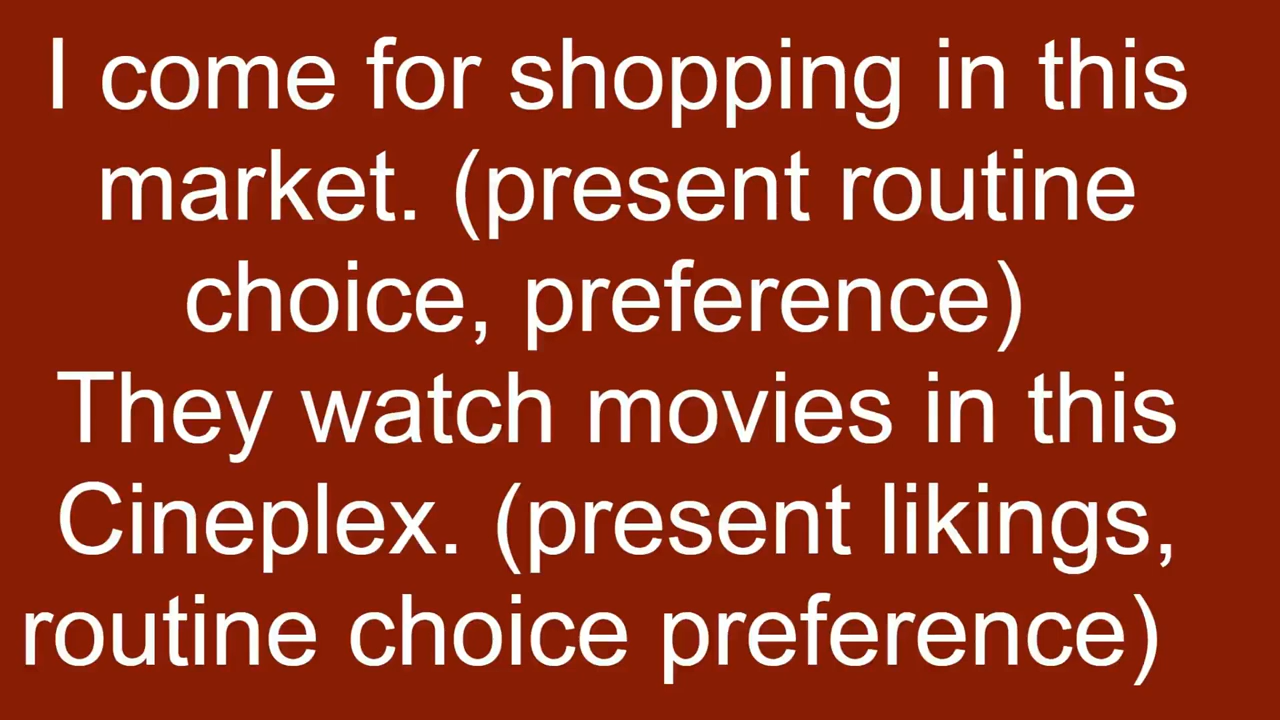 I come for shopping in this
market. (present routine
choice, preference)
They watch movies in this
Cineplex. (present likings,
routine choice preference)